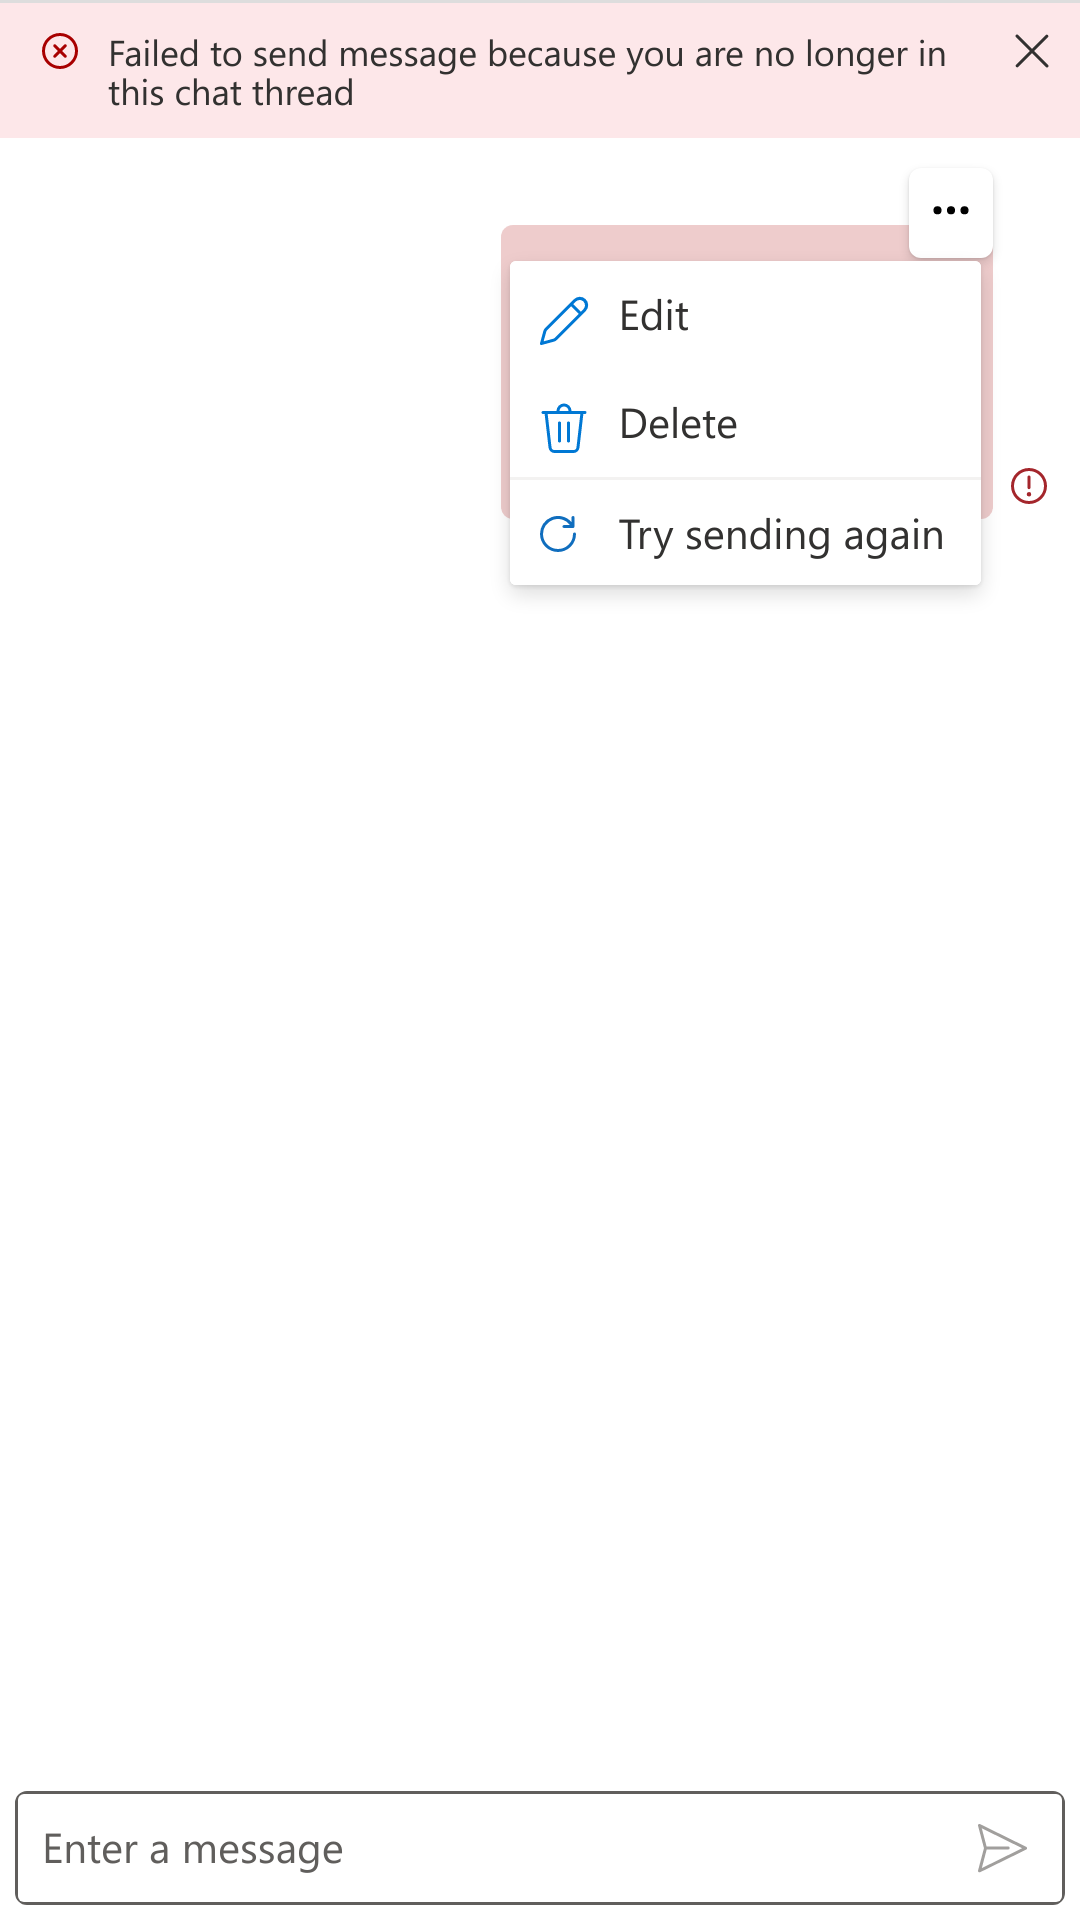 Failed to send message because you are no longer in
this chat thread
Edit
Delete
Try sending again
Enter a message